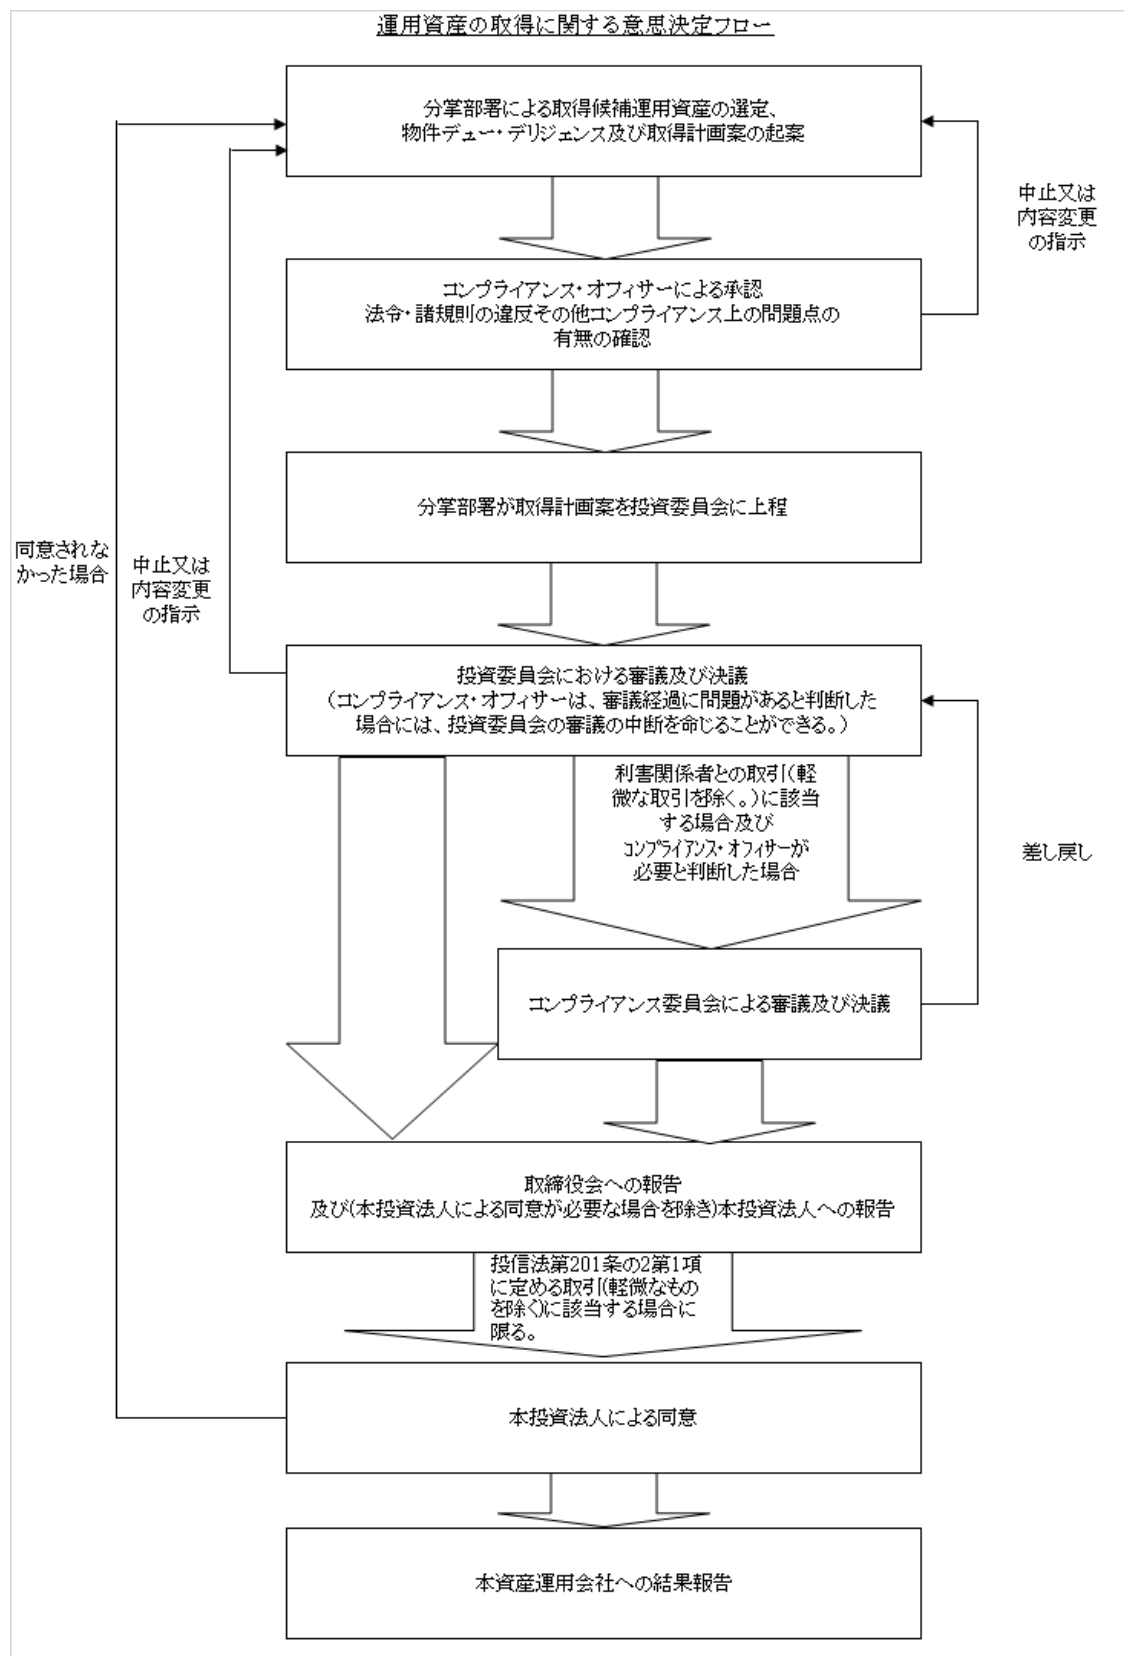 運用資産の取得に関する意思決定フロー
分掌部署による取得候補運用資産の選定、
物件デュー・デリジェンス及び取得計画案の起案
中止又は
内容変更
の指示
コンプライアンス・オフィサーによる承認
法令・諸規則の違反その他コンプライアンス上の問題点の
有無の確認
分掌部署が取得計画案を投資委員会に上程
同意されな
かった場合
中止又は
内容変更
の指示
投資委員会における審議及び決議
（コンプライアンス・オフィサーは、審議経過に問題があると判断した
場合には、投資委員会の審議の中断を命じることができる。）
利害関係者との取引（軽
微な取引を除く。）に該当
する場合及び
コンプライアンス・オフィサーが
必要と判断した場合
差し戻し
コンプライアンス委員会による審議及び決議
取締役会への報告
及び(本投資法人による同意が必要な場合を除き)本投資法人への報告
投信法第201条の2第1項
に定める取引(軽微なもの
を除く)に該当する場合に
限る。
本投資法人による同意
本資産運用会社への結果報告